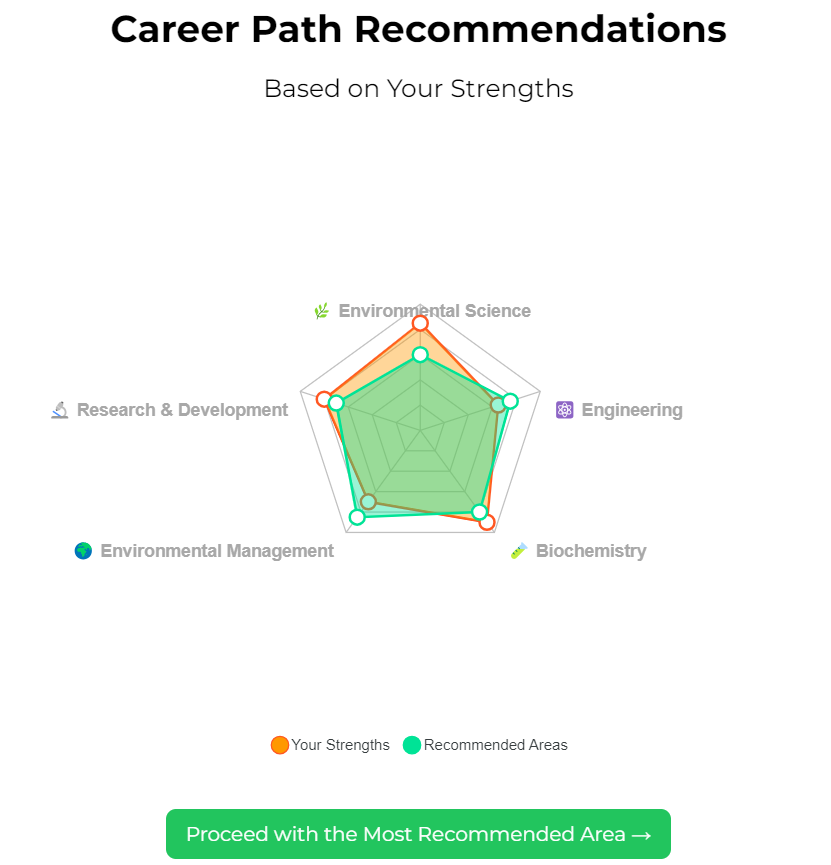 Career Path Recommendations
Based on Your Strengths
🌿 Environmental Science
🔬 Research & Development
⚛️ Engineering
🌍 Environmental Management
🧪 Biochemistry
Your Strengths
Recommended Areas
Proceed with the Most Recommended Area →